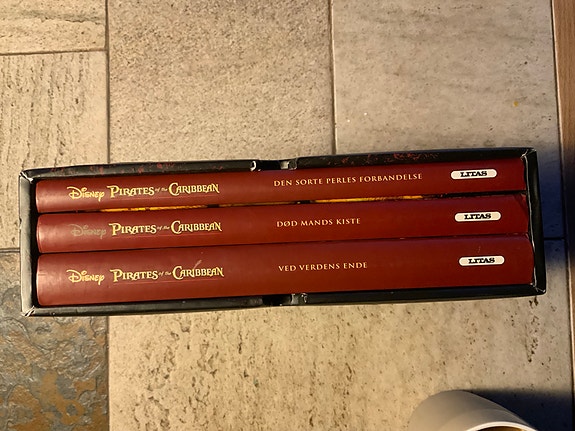 Disney PIRATES of the CARIBBEAN DEN SORTE PERLES FORBANDELSE LITAS
Disney PIRATES of the CARIBBEAN DØD MANDS KISTE LITAS
Disney PIRATES of the CARIBBEAN VED VERDENS ENDE LITAS